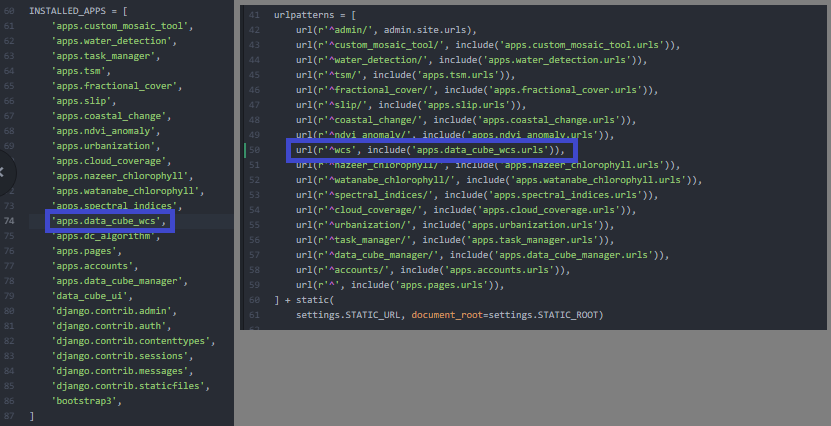 60 INSTALLED_APPS = [
61 'apps.custom_mosaic_tool',
62 'apps.water_detection',
63 'apps.task_manager',
64 'apps.tsm',
65 'apps.fractional_cover',
66 'apps.slip',
67 'apps.coastal_change',
68 'apps.ndvi_anomaly',
69 'apps.urbanization',
'apps.cloud_coverage',
'apps.nazeer_chlorophyll',
'apps.watanabe_chlorophyll',
73 'apps.spectral_indices',
74 'apps.data_cube_wcs',
75 'apps.dc_algorithm',
76 'apps.pages',
77 'apps.accounts',
78 'apps.data_cube_manager',
79 'data_cube_ui',
80 'django.contrib.admin',
81 'django.contrib.auth',
82 'django.contrib.contenttypes',
83 'django.contrib.sessions',
84 'django.contrib.messages',
85 'django.contrib.staticfiles',
86 'bootstrap3',
87 ]
41 urlpatterns = [
42 url(r'^admin/', admin.site.urls),
43 url(r'^custom_mosaic_tool/', include('apps.custom_mosaic_tool.urls')),
44 url(r'^water_detection/', include('apps.water_detection.urls')),
45 url(r'^tsm/', include('apps.tsm.urls')),
46 url(r'^fractional_cover/', include('apps.fractional_cover.urls')),
47 url(r'^slip/', include('apps.slip.urls')),
48 url(r'^coastal_change/', include('apps.coastal_change.urls')),
49 url(r'^ndvi_anomaly/', include('apps.ndvi_anomaly.urls')),
50 url(r'^wcs', include('apps.data_cube_wcs.urls')),
51 url(r'^nazeer_chlorophyll/', include('apps.nazeer_chlorophyll.urls')),
52 url(r'^watanabe_chlorophyll/', include('apps.watanabe_chlorophyll.urls')),
53 url(r'^spectral_indices/', include('apps.spectral_indices.urls')),
54 url(r'^cloud_coverage/', include('apps.cloud_coverage.urls')),
55 url(r'^urbanization/', include('apps.urbanization.urls')),
56 url(r'^task_manager/', include('apps.task_manager.urls')),
57 url(r'^data_cube_manager/', include('apps.data_cube_manager.urls')),
58 url(r'^accounts/', include('apps.accounts.urls')),
59 url(r'^', include('apps.pages.urls')),
60 ] + static(
61 settings.STATIC_URL, document_root=settings.STATIC_ROOT)